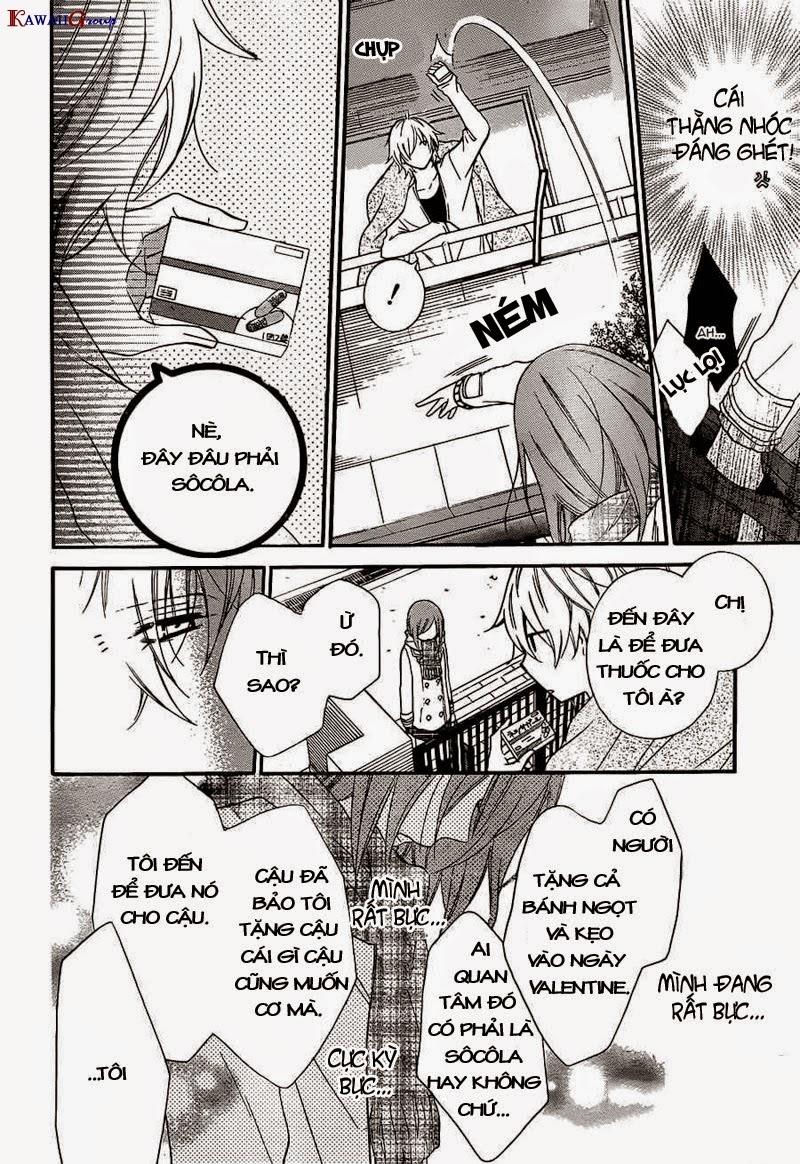 KAWAIIGROUP
CÁI
THẰNG NHÓC
ĐÁNG GHÉT!
AH...
LỤC LỌI
CHỤP
!
NÉM
NÈ,
ĐÂY ĐÂU PHẢI
SÔCÔLA.
CHỊ
ĐẾN ĐÂY
LÀ ĐỂ ĐƯA
THUỐC CHO
TÔI À?
Ừ
ĐÓ.
THÌ
SAO?
CÓ
NGƯỜI
TẶNG CẢ
BÁNH NGỌT
VÀ KẸO
VÀO NGÀY
VALENTINE.
MÌNH ĐANG
RẤT BỰC...
AI
QUAN
TÂM ĐÓ
CÓ PHẢI LÀ
SÔCÔLA
HAY KHÔNG
CHỨ...
MÌNH
RẤT BỰC...
CẬU ĐÃ
BẢO TÔI
TẶNG CẬU
CÁI GÌ CẬU
CŨNG MUỐN
CƠ MÀ.
TÔI ĐẾN
ĐỂ ĐƯA NÓ
CHO CẬU.
CỰC KỲ
BỰC...
...TÔI